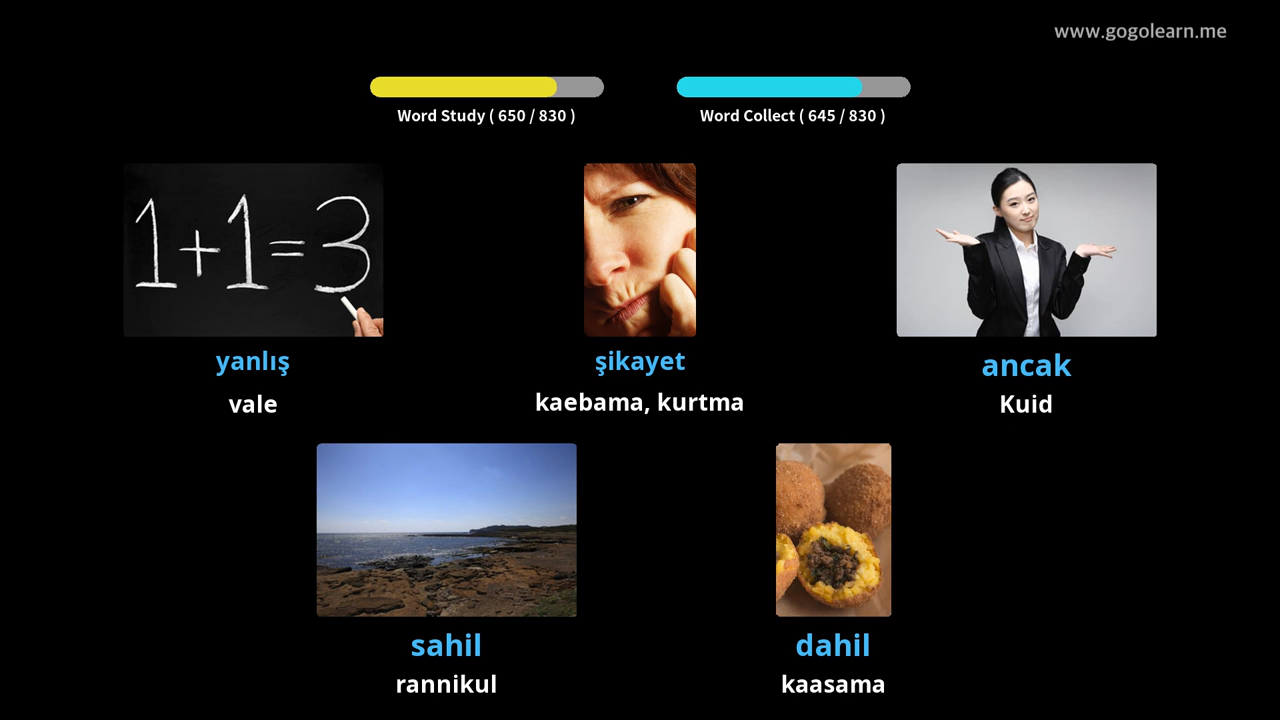 www.gogolearn.me
Word Study ( 650 / 830 )
Word Collect ( 645 / 830 )
1+1=3
yanlış
vale
şikayet
kaebama, kurtma
ancak
Kuid
sahil
rannikul
dahil
kaasama